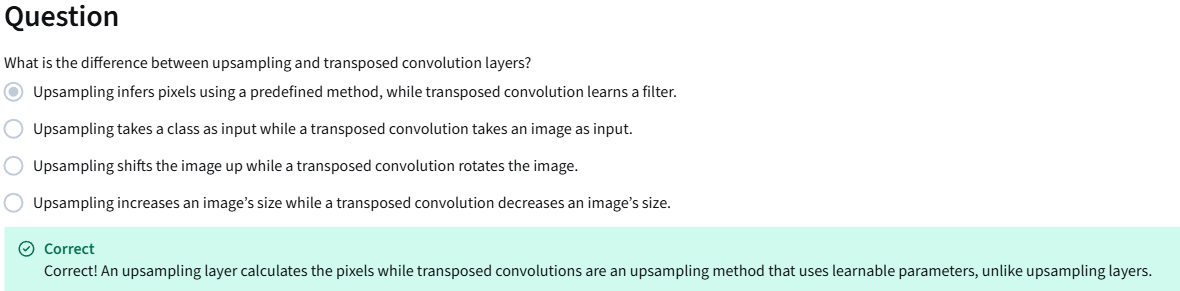 Question
What is the difference between upsampling and transposed convolution layers?
Upsampling infers pixels using a predefined method, while transposed convolution learns a filter.
Upsampling takes a class as input while a transposed convolution takes an image as input.
Upsampling shifts the image up while a transposed convolution rotates the image.
Upsampling increases an image’s size while a transposed convolution decreases an image’s size.
Correct
Correct! An upsampling layer calculates the pixels while transposed convolutions are an upsampling method that uses learnable parameters, unlike upsampling layers.